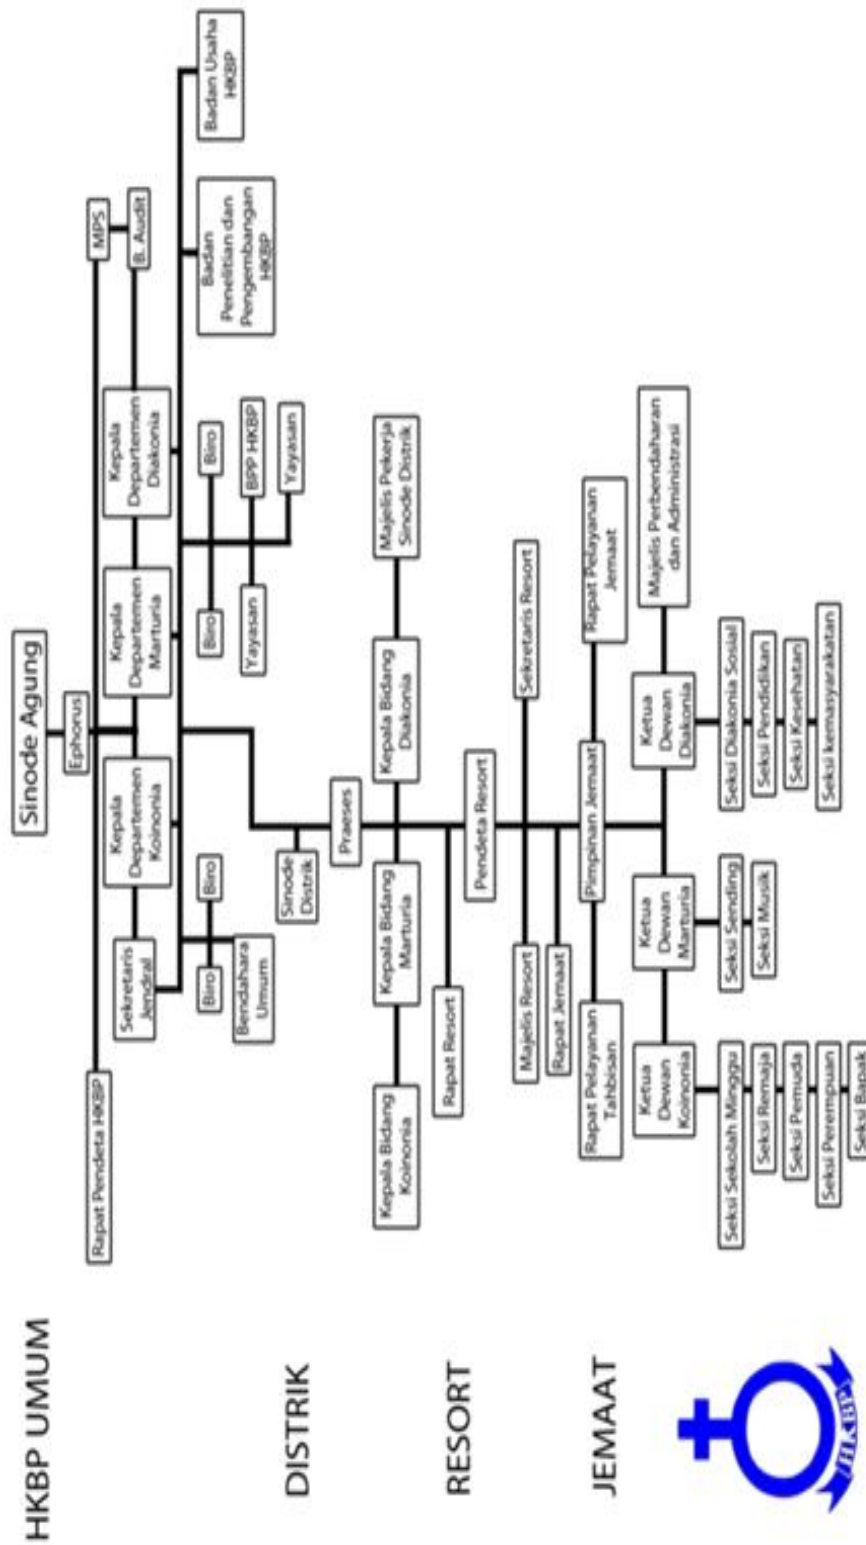 HKBP UMUM
Sinode Agung
Ephorus
Rapat Pendeta HKBP
MPS
Sekretaris
Jendral
Kepala
Departemen
Koinonia
Kepala
Departemen
Marturia
Kepala
Departemen
Diakonia
B. Audit
Biro
Biro
Bendahara
Umum
Biro
Biro
Yayasan
BPP HKBP
Yayasan
Badan
Penelitian dan
Pengembangan
HKBP
Badan Usaha
HKBP
DISTRIK
Sinode
Distrik
Praeses
Kepala Bidang
Koinonia
Kepala Bidang
Marturia
Kepala Bidang
Diakonia
Majelis Pekerja
Sinode Distrik
RESORT
Rapat Resort
Pendeta Resort
Majelis Resort
Sekretaris Resort
Rapat Jemaat
JEMAAT
Rapat Pelayanan
Tahbisan
Pimpinan Jemaat
Rapat Pelayanan
Jemaat
Ketua
Dewan
Koinonia
Ketua
Dewan
Marturia
Ketua
Dewan
Diakonia
Majelis Perbendaharan
dan Administrasi
Seksi Sekolah Minggu
Seksi Remaja
Seksi Pemuda
Seksi Perempuan
Seksi Bapak
Seksi Sending
Seksi Musik
Seksi Diakonia Sosial
Seksi Pendidikan
Seksi Kesehatan
Seksi kemasyarakatan
HKBP